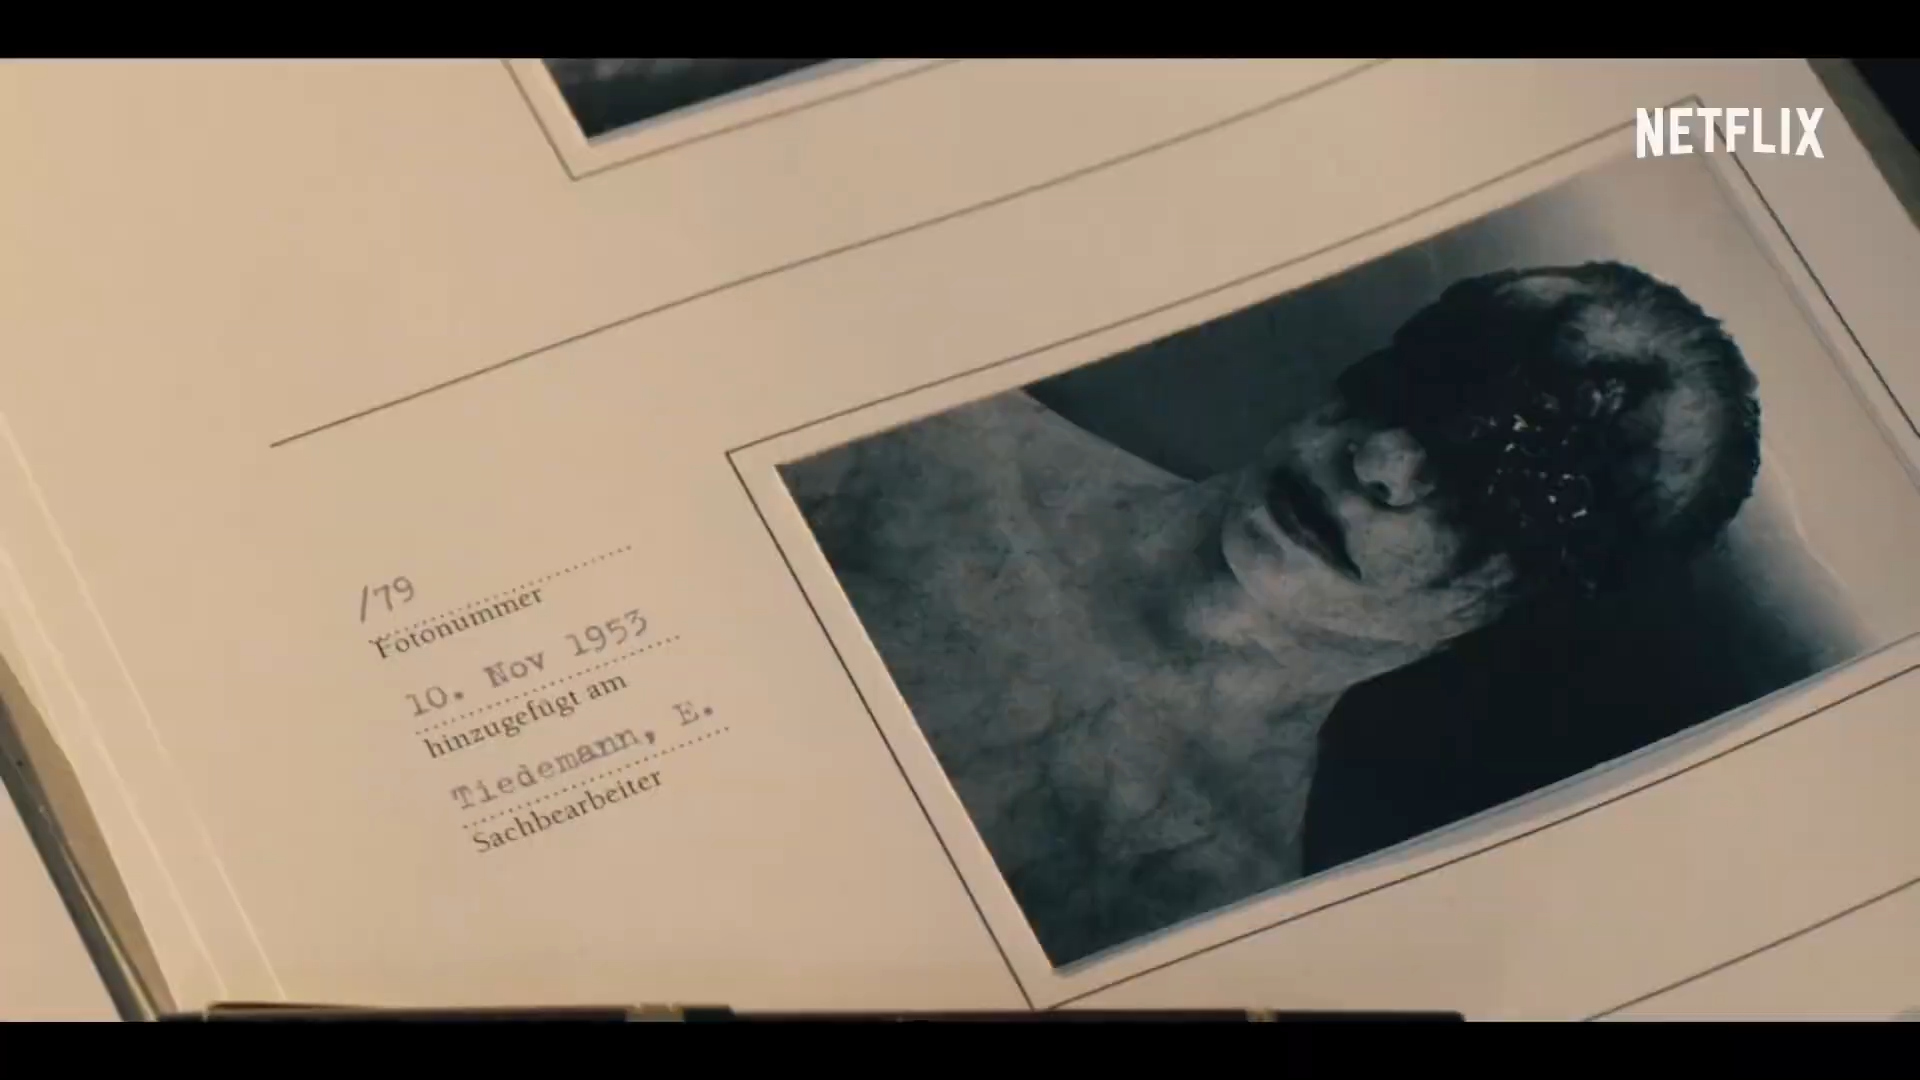 NETFLIX
/79
Fotonummer
10. Nov 1953
hinzugefügt am
Tiedemann, E.
Sachbearbeiter